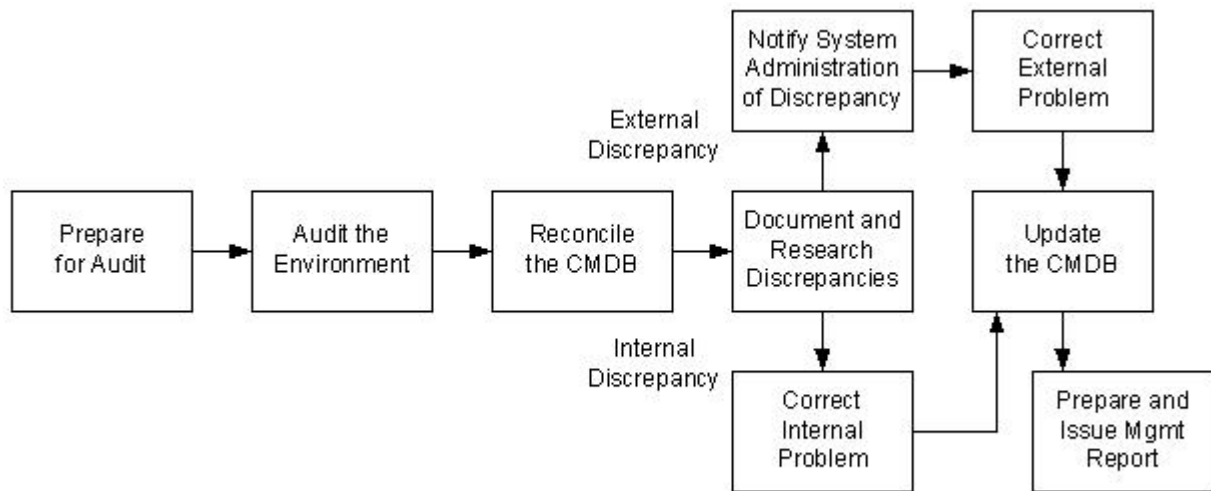 Notify System
Administration
of Discrepancy
Correct
External
Problem
External
Discrepancy
Prepare
for Audit
Audit the
Environment
Reconcile
the CMDB
Document and
Research
Discrepancies
Update
the CMDB
Internal
Discrepancy
Correct
Internal
Problem
Prepare and
Issue Mgmt
Report